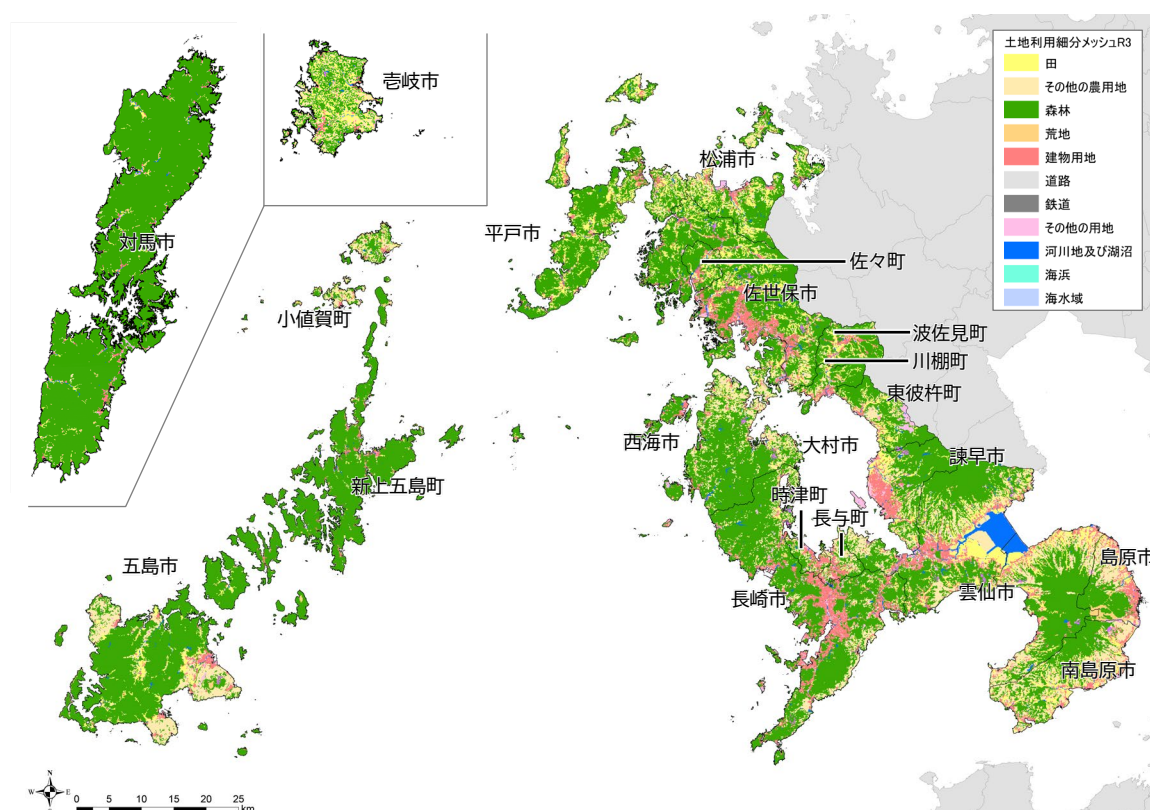 土地利用細分メッシュR3
田
その他の農用地
森林
荒地
建物用地
道路
鉄道
その他の用地
河川地及び湖沼
海浜
海水域
壱岐市
松浦市
対馬市
平戸市
佐々町
佐世保市
小値賀町
波佐見町
川棚町
東彼杵町
西海市
大村市
諫早市
新上五島町
時津町
長与町
五島市
島原市
長崎市
雲仙市
南島原市
N
W
E
0 5 10 15 20 25
km